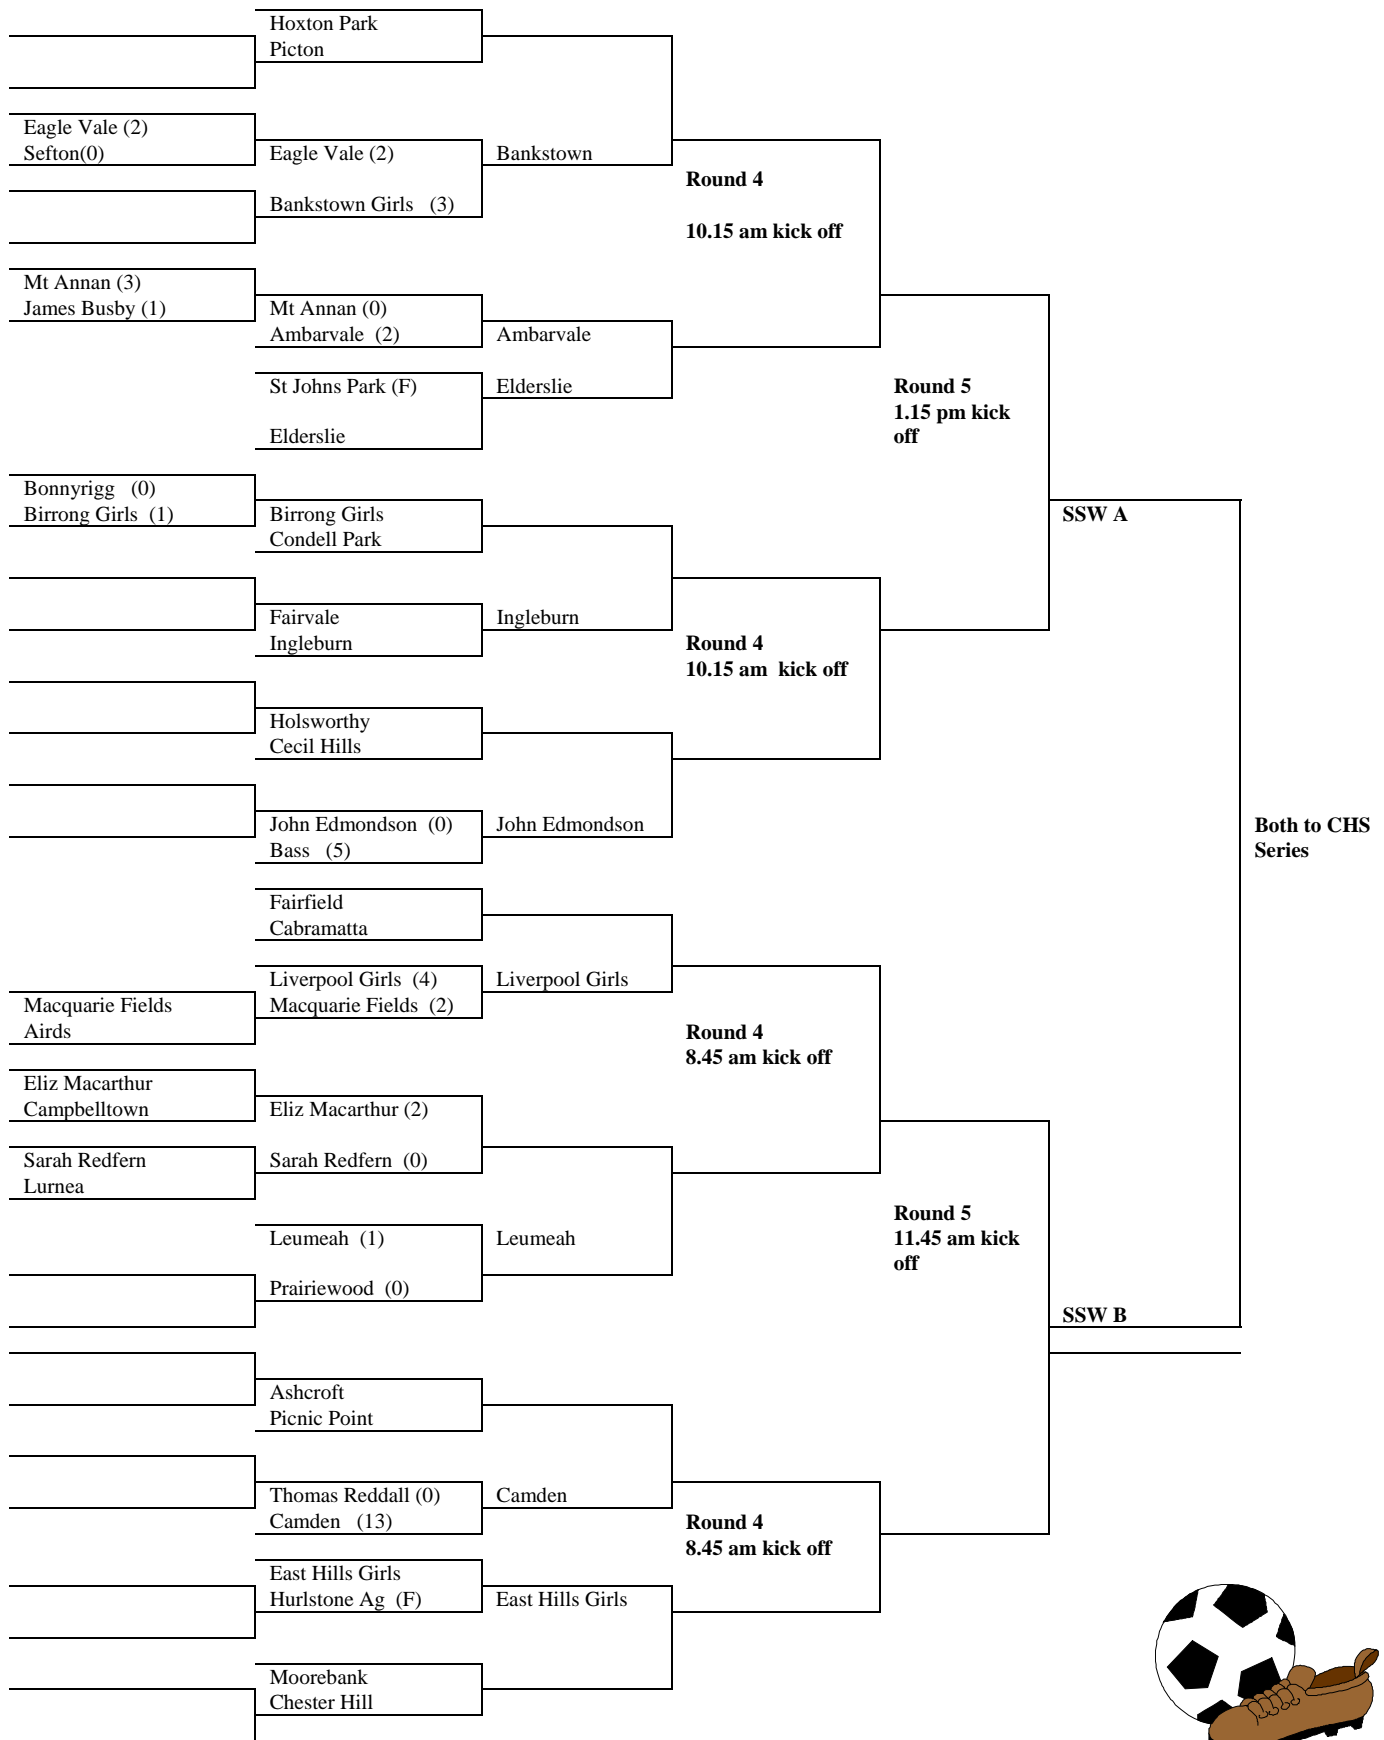 Hoxton Park
Picton
Eagle Vale (2)
Sefton(0)
Eagle Vale (2)
Bankstown
Round 4
Bankstown Girls (3)
10.15 am kick off
Mt Annan (3)
James Busby (1)
Mt Annan (0)
Ambarvale (2)
Ambarvale
St Johns Park (F)
Elderslie
Round 5
1.15 pm kick
off
Elderslie
Bonnyrigg (0)
Birrong Girls (1)
Birrong Girls
Condell Park
SSW A
Fairvale
Ingleburn
Ingleburn
Round 4
10.15 am kick off
Holsworthy
Cecil Hills
John Edmondson (0)
Bass (5)
John Edmondson
Both to CHS
Series
Fairfield
Cabramatta
Liverpool Girls (4)
Macquarie Fields (2)
Liverpool Girls
Macquarie Fields
Airds
Round 4
8.45 am kick off
Eliz Macarthur
Campbelltown
Eliz Macarthur (2)
Sarah Redfern
Lurnea
Sarah Redfern (0)
Round 5
11.45 am kick
off
Leumeah (1)
Leumeah
Prairiewood (0)
SSW B
Ashcroft
Picnic Point
Thomas Reddall (0)
Camden (13)
Camden
Round 4
8.45 am kick off
East Hills Girls
Hurlstone Ag (F)
East Hills Girls
Moorebank
Chester Hill